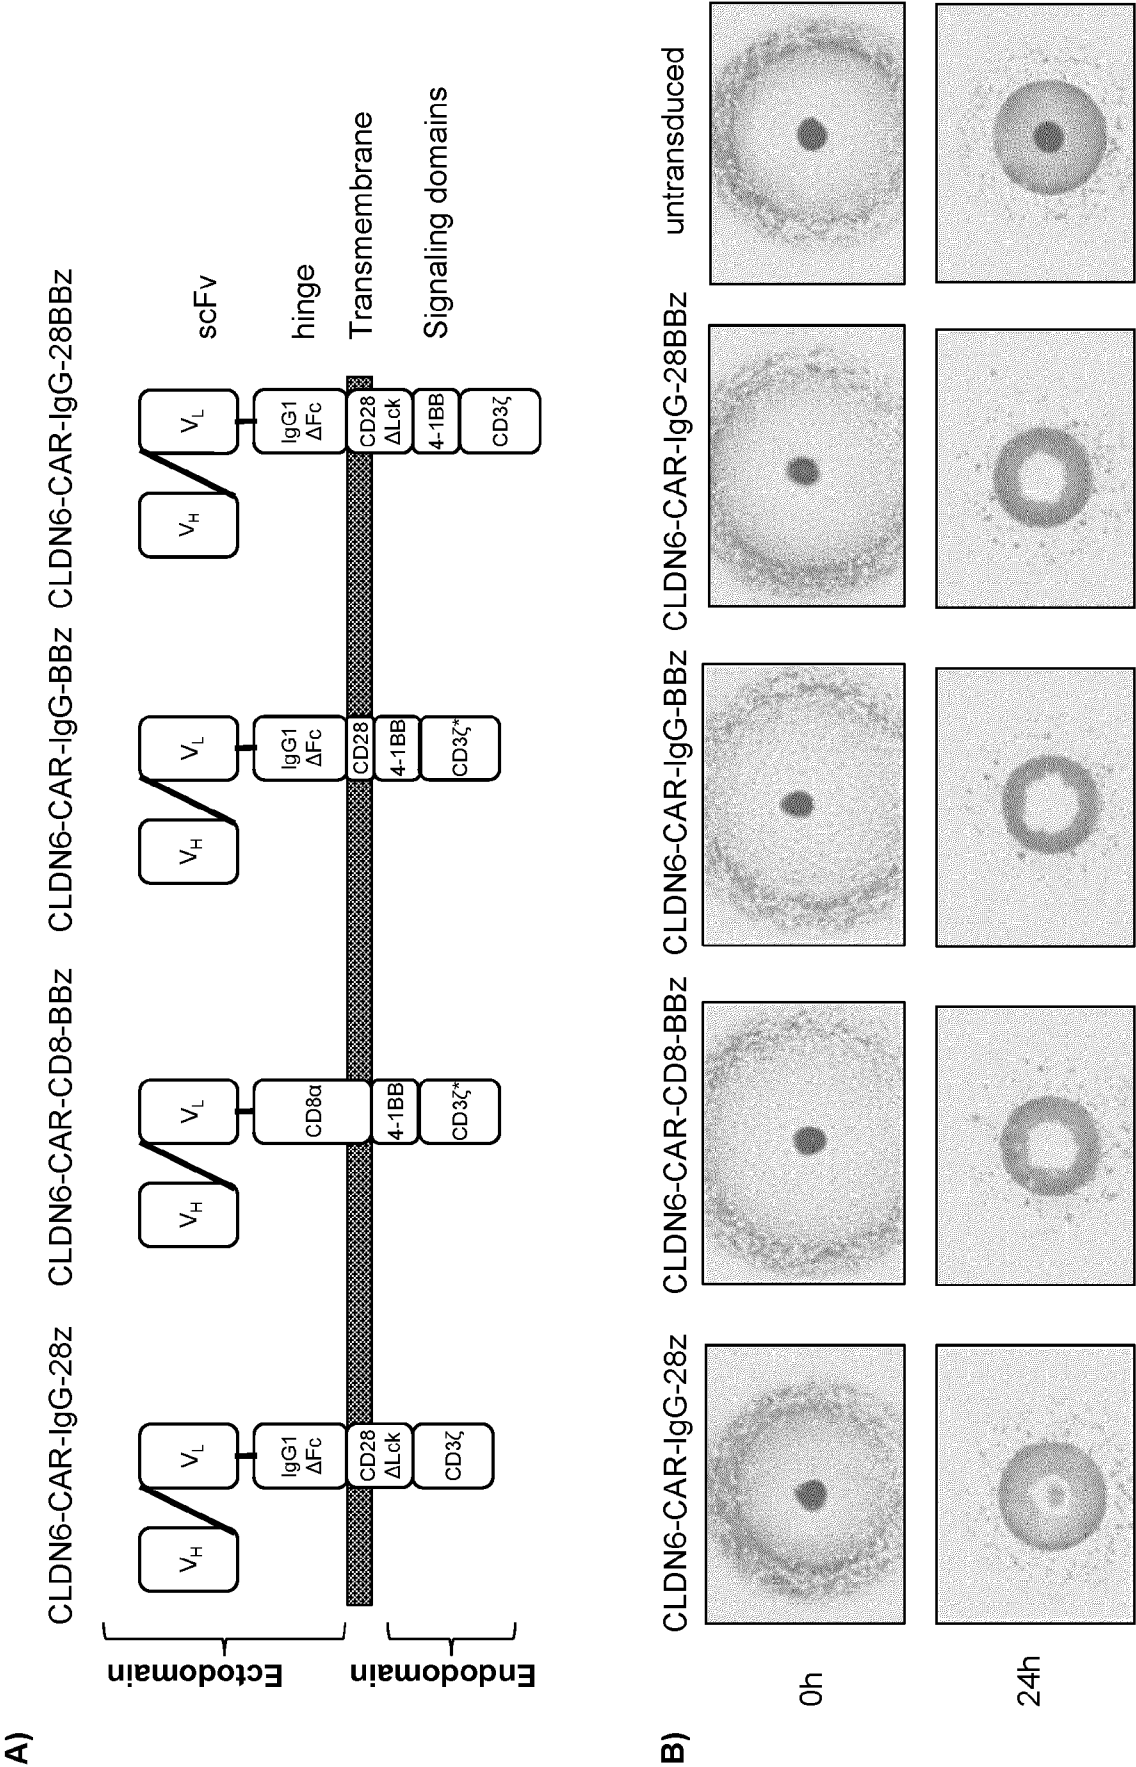 A)
CLDN6-CAR-IgG-28z
CLDN6-CAR-CD8-BBz
CLDN6-CAR-IgG-BBz
CLDN6-CAR-IgG-28BBz
Ectodomain
Endodomain
VH
VL
IgG1
ΔFc
CD28
ΔLck
CD3ζ
VH
VL
CD8α
4-1BB
CD3ζ*
VH
VL
IgG1
ΔFc
CD28
4-1BB
CD3ζ*
VH
VL
IgG1
ΔFc
CD28
ΔLck
4-1BB
CD3ζ
scFv
hinge
Transmembrane
Signaling domains
B)
CLDN6-CAR-IgG-28z
CLDN6-CAR-CD8-BBz
CLDN6-CAR-IgG-BBz
CLDN6-CAR-IgG-28BBz
untransduced
0h
24h